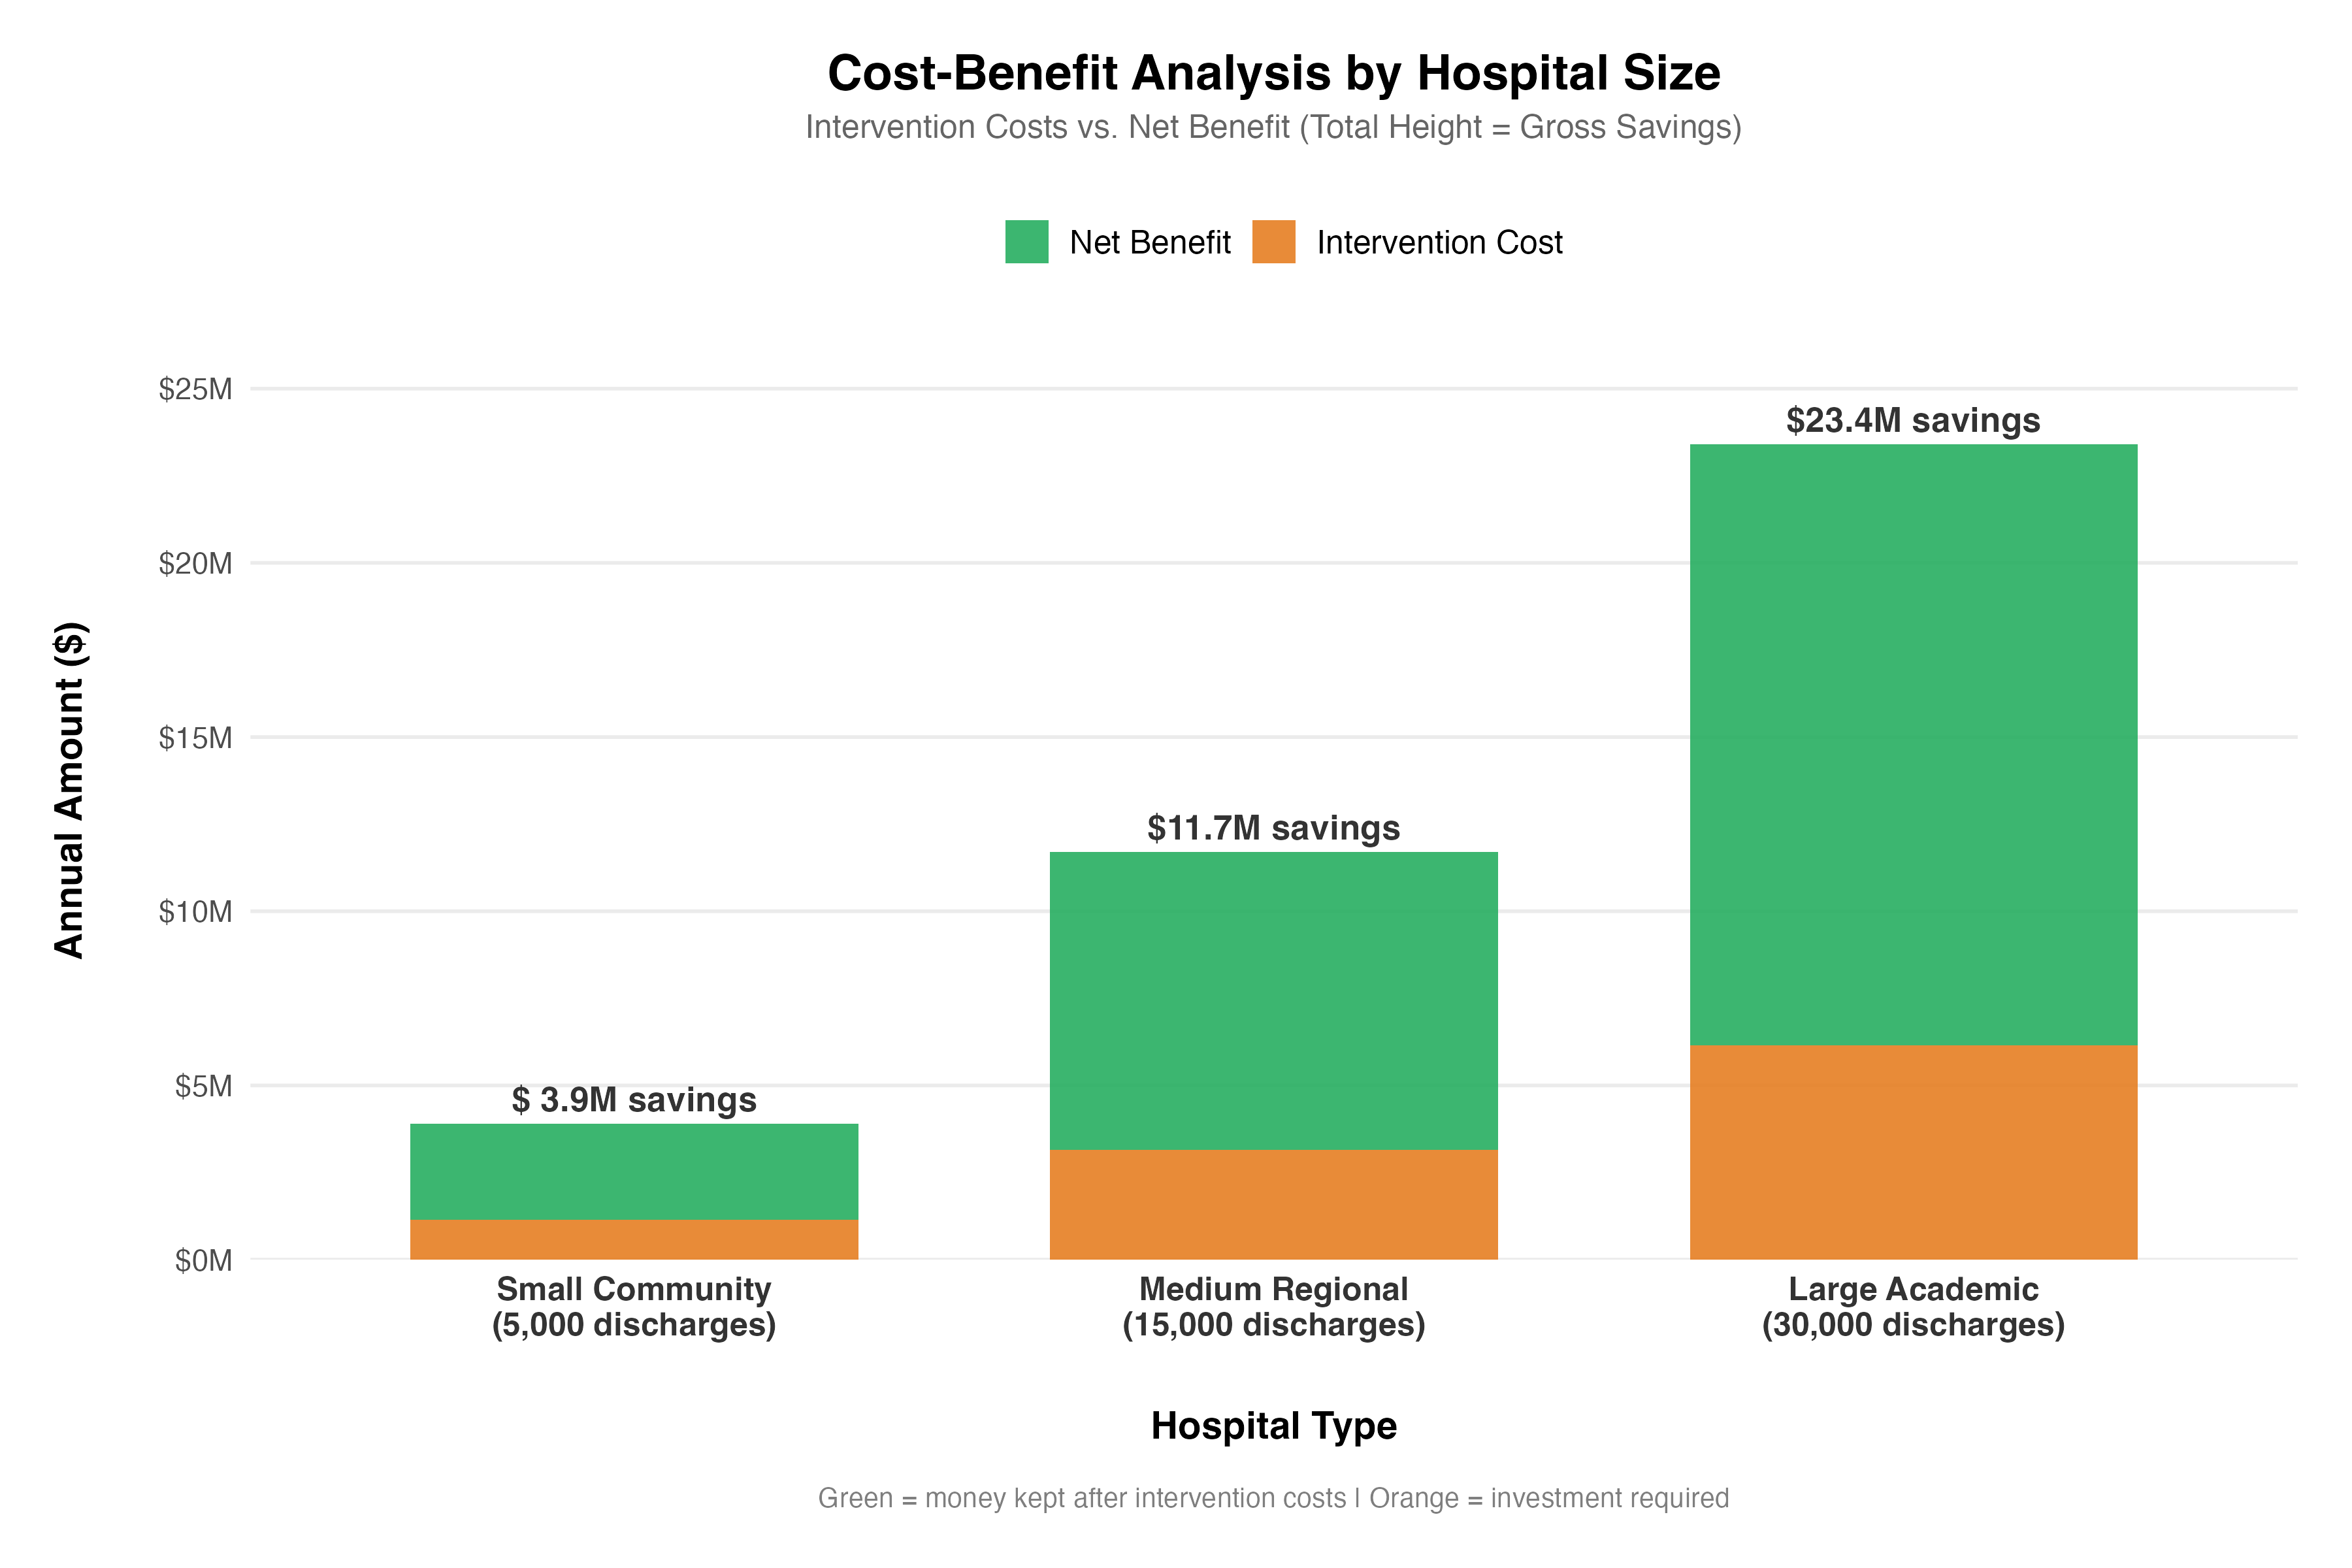 Cost-Benefit Analysis by Hospital Size
Intervention Costs vs. Net Benefit (Total Height = Gross Savings)
Net Benefit
Intervention Cost
Annual Amount ($)
$25M
$20M
$15M
$10M
$5M
$0M
$ 3.9M savings
$11.7M savings
$23.4M savings
Small Community
(5,000 discharges)
Medium Regional
(15,000 discharges)
Large Academic
(30,000 discharges)
Hospital Type
Green = money kept after intervention costs | Orange = investment required